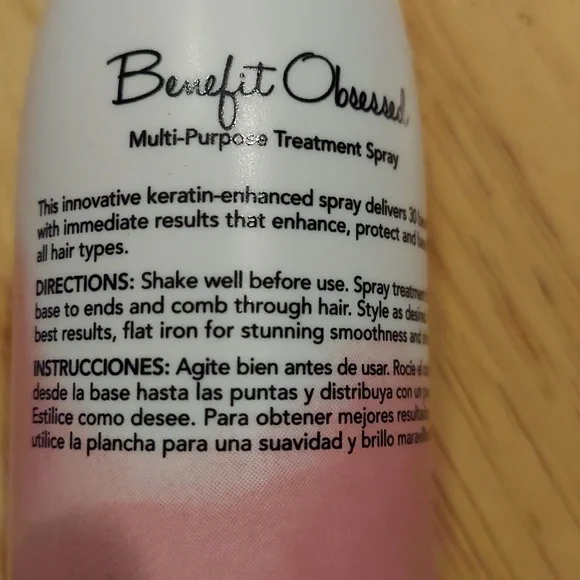 Benefit Obsessed.
Multi-Purpose Treatment Spray
This innovative keratin-enhanced spray delivers 30
with immediate results that enhance, protect and
all hair types.
DIRECTIONS: Shake well before use. Spray treatment
base to ends and comb through hair. Style as desired
best results, flat iron for stunning smoothness and
INSTRUCCIONES: Agite bien antes de usar. Rocíe el
desde la base hasta las puntas y distribuya con un
Estilice como desee. Para obtener mejores resultados
utilice la plancha para una suavidad y brillo